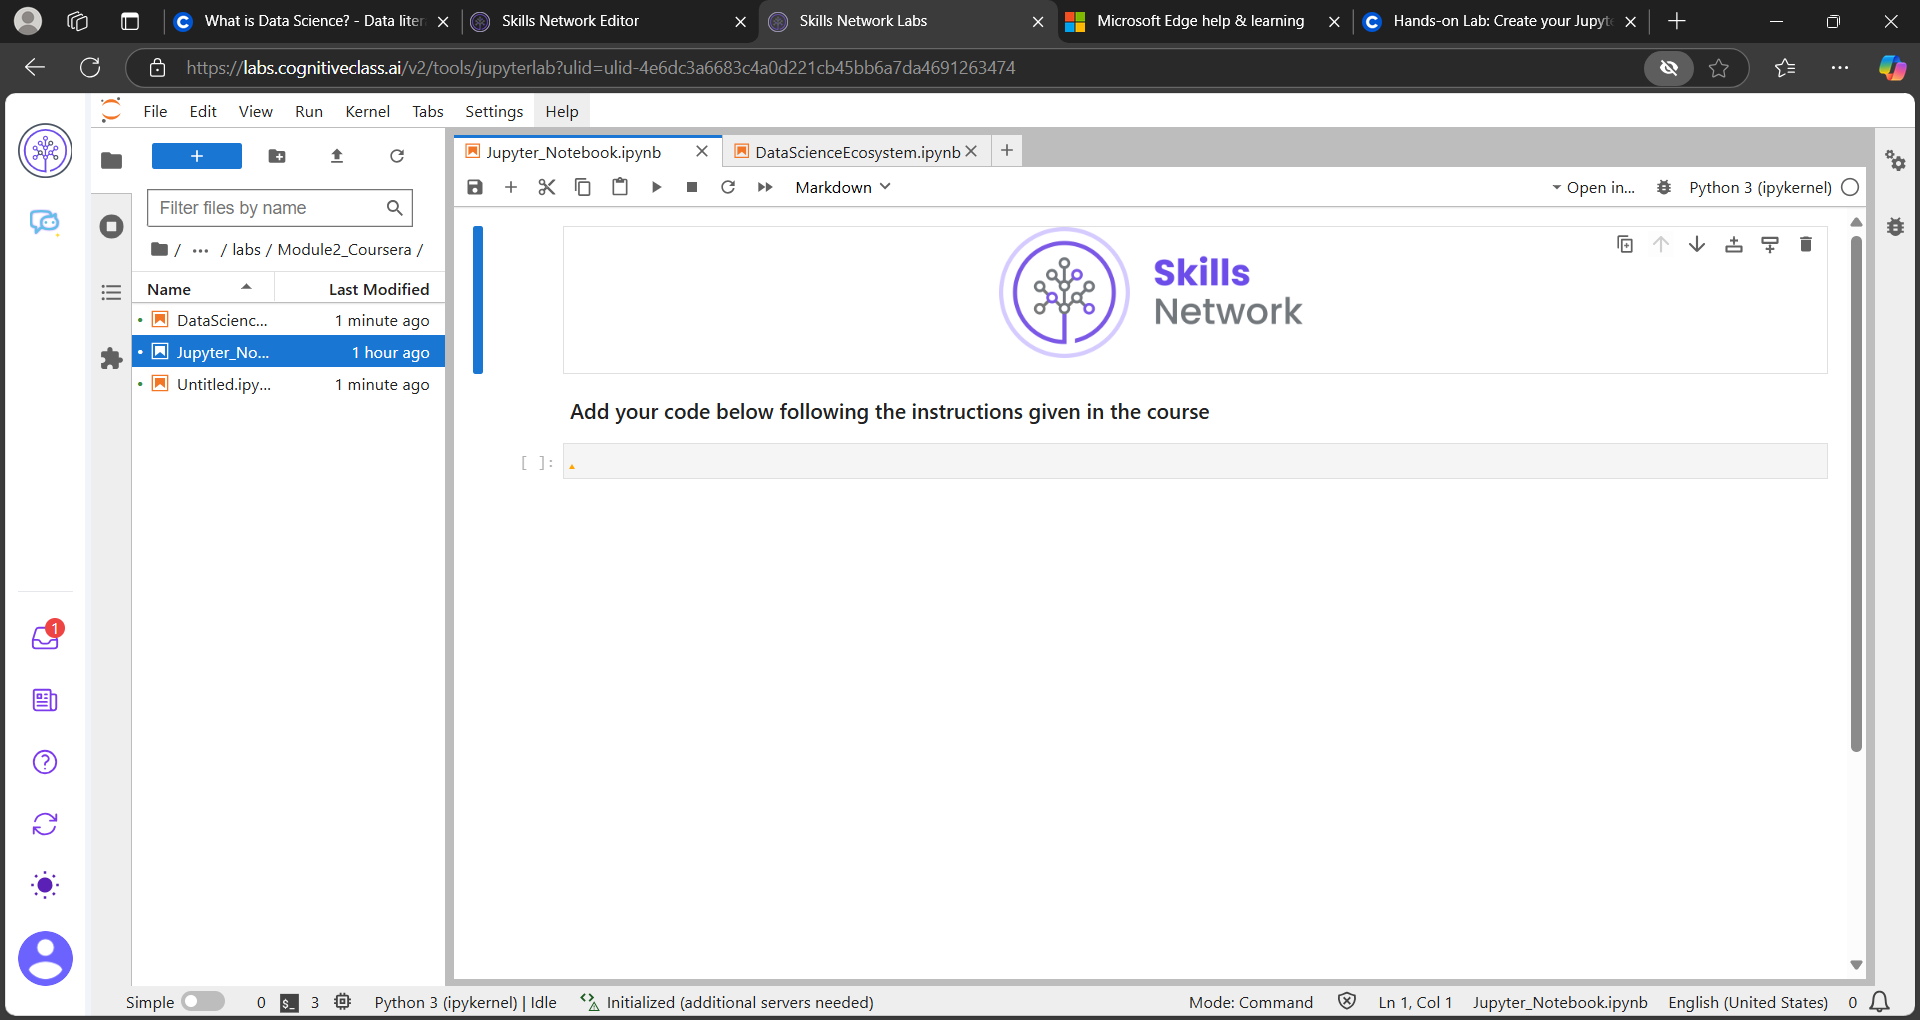 What is Data Science? - Data liter
Skills Network Editor
Skills Network Labs
Microsoft Edge help & learning
Hands-on Lab: Create your Jupyt
https://labs.cognitiveclass.ai/v2/tools/jupyterlab?ulid=ulid-4e6dc3a6683c4a0d221cb45bb6a7da4691263474
File Edit View Run Kernel Tabs Settings Help
Filter files by name
/ ... / labs / Module2_Coursera /
Name Last Modified
DataScienc... 1 minute ago
Jupyter_No... 1 hour ago
Untitled.ipy... 1 minute ago
1
Jupyter_Notebook.ipynb
DataScienceEcosystem.ipynb
Markdown
Open in...
Python 3 (ipykernel)
Skills
Network
Add your code below following the instructions given in the course
[ ]:
Simple 0 3 Python 3 (ipykernel) | Idle Initialized (additional servers needed) Mode: Command Ln 1, Col 1 Jupyter_Notebook.ipynb English (United States) 0